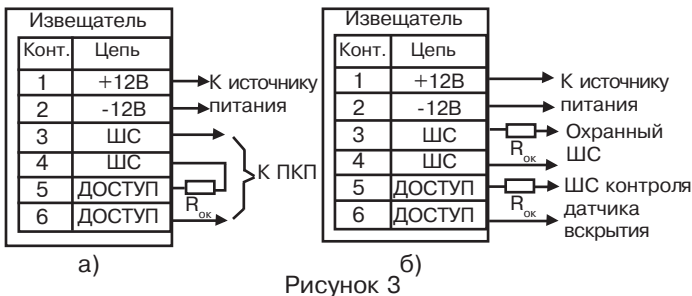 Извещатель
Конт. Цепь
1 +12В
2 -12В
3 ШС
4 ШС
5 ДОСТУП
6 ДОСТУП
К источнику
питания
К ПКП
Rок
а)
Извещатель
Конт. Цепь
1 +12В
2 -12В
3 ШС
4 ШС
5 ДОСТУП
6 ДОСТУП
К источнику
питания
Rок
Охранный
ШС
Rок
ШС контроля
датчика
вскрытия
б)
Рисунок 3